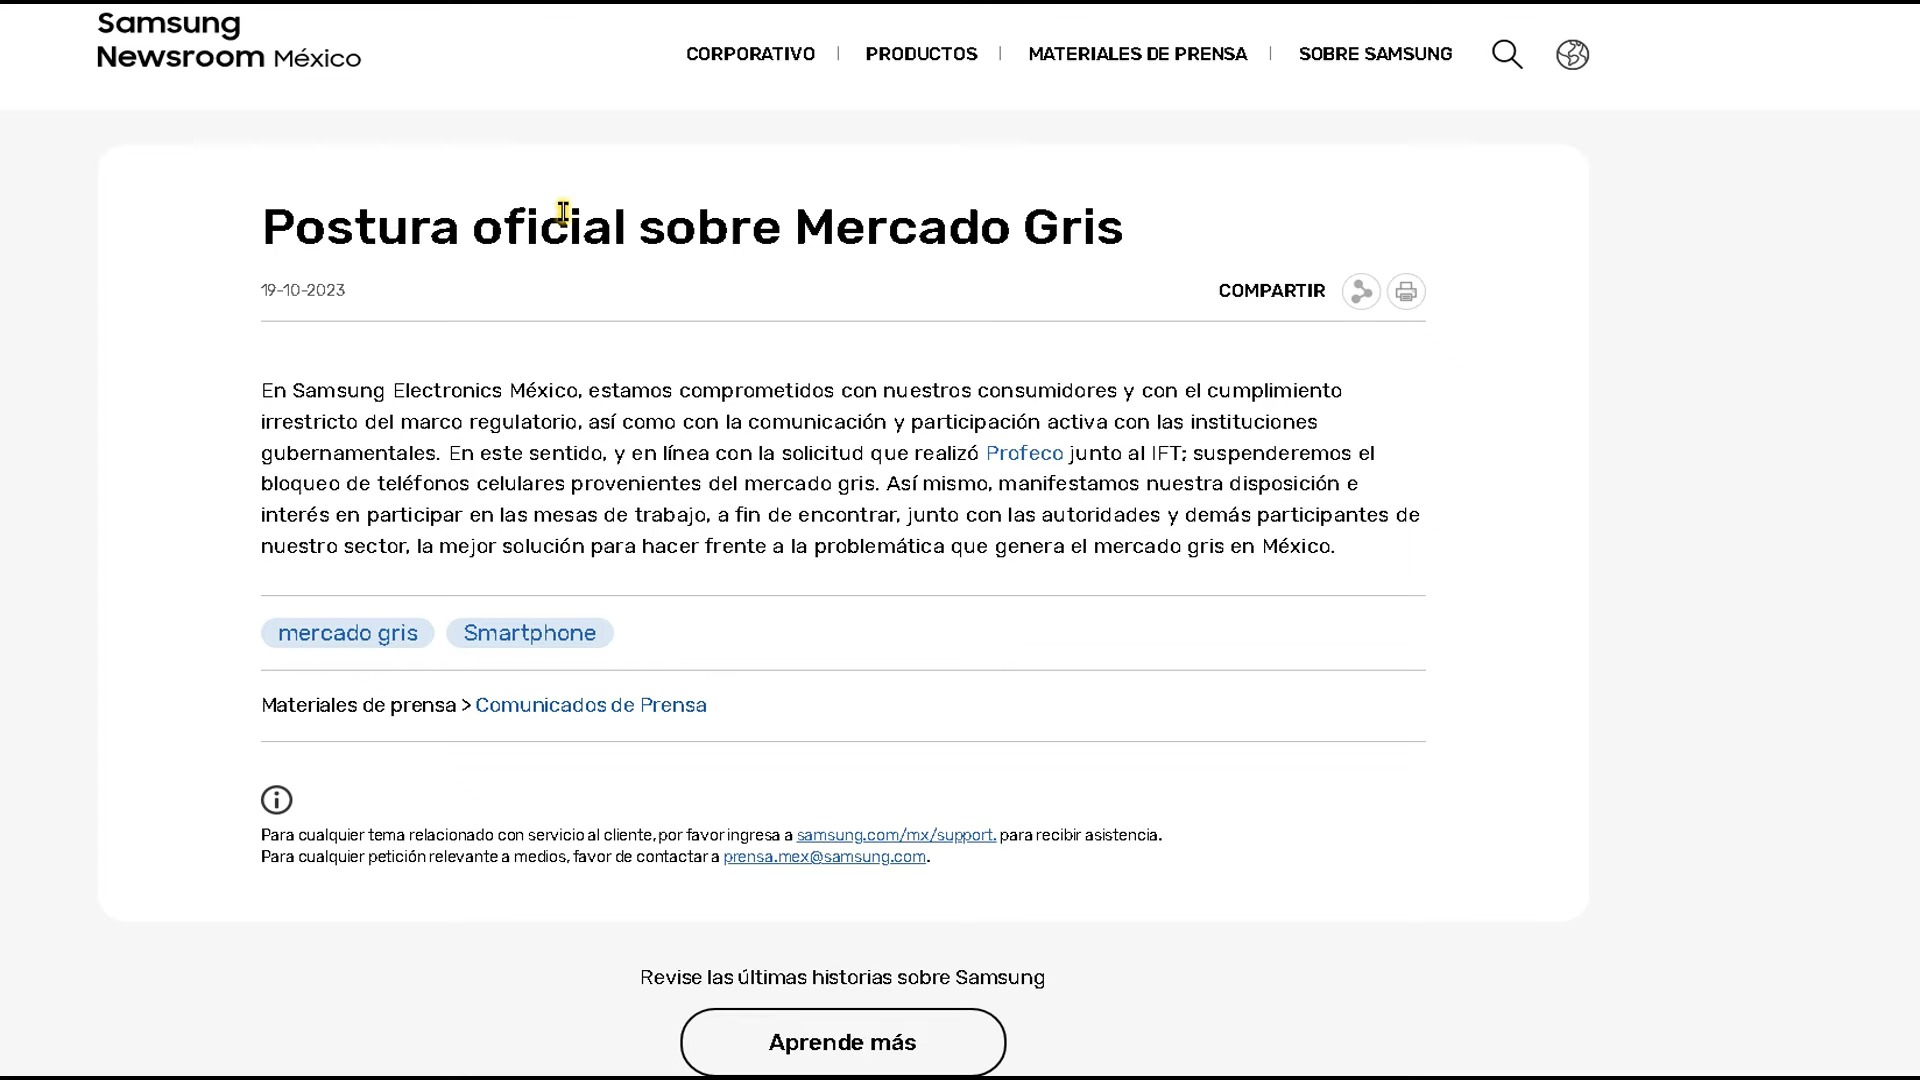 Samsung
Newsroom México
CORPORATIVO | PRODUCTOS | MATERIALES DE PRENSA | SOBRE SAMSUNG
Postura oficial sobre Mercado Gris
19-10-2023
COMPARTIR
En Samsung Electronics México, estamos comprometidos con nuestros consumidores y con el cumplimiento
irrestricto del marco regulatorio, así como con la comunicación y participación activa con las instituciones
gubernamentales. En este sentido, y en línea con la solicitud que realizó Profeco junto al IFT; suspenderemos el
bloqueo de teléfonos celulares provenientes del mercado gris. Así mismo, manifestamos nuestra disposición e
interés en participar en las mesas de trabajo, a fin de encontrar, junto con las autoridades y demás participantes de
nuestro sector, la mejor solución para hacer frente a la problemática que genera el mercado gris en México.
mercado gris Smartphone
Materiales de prensa > Comunicados de Prensa
Para cualquier tema relacionado con servicio al cliente, por favor ingresa a samsung.com/mx/support. para recibir asistencia.
Para cualquier petición relevante a medios, favor de contactar a prensa.mex@samsung.com.
Revise las últimas historias sobre Samsung
Aprende más